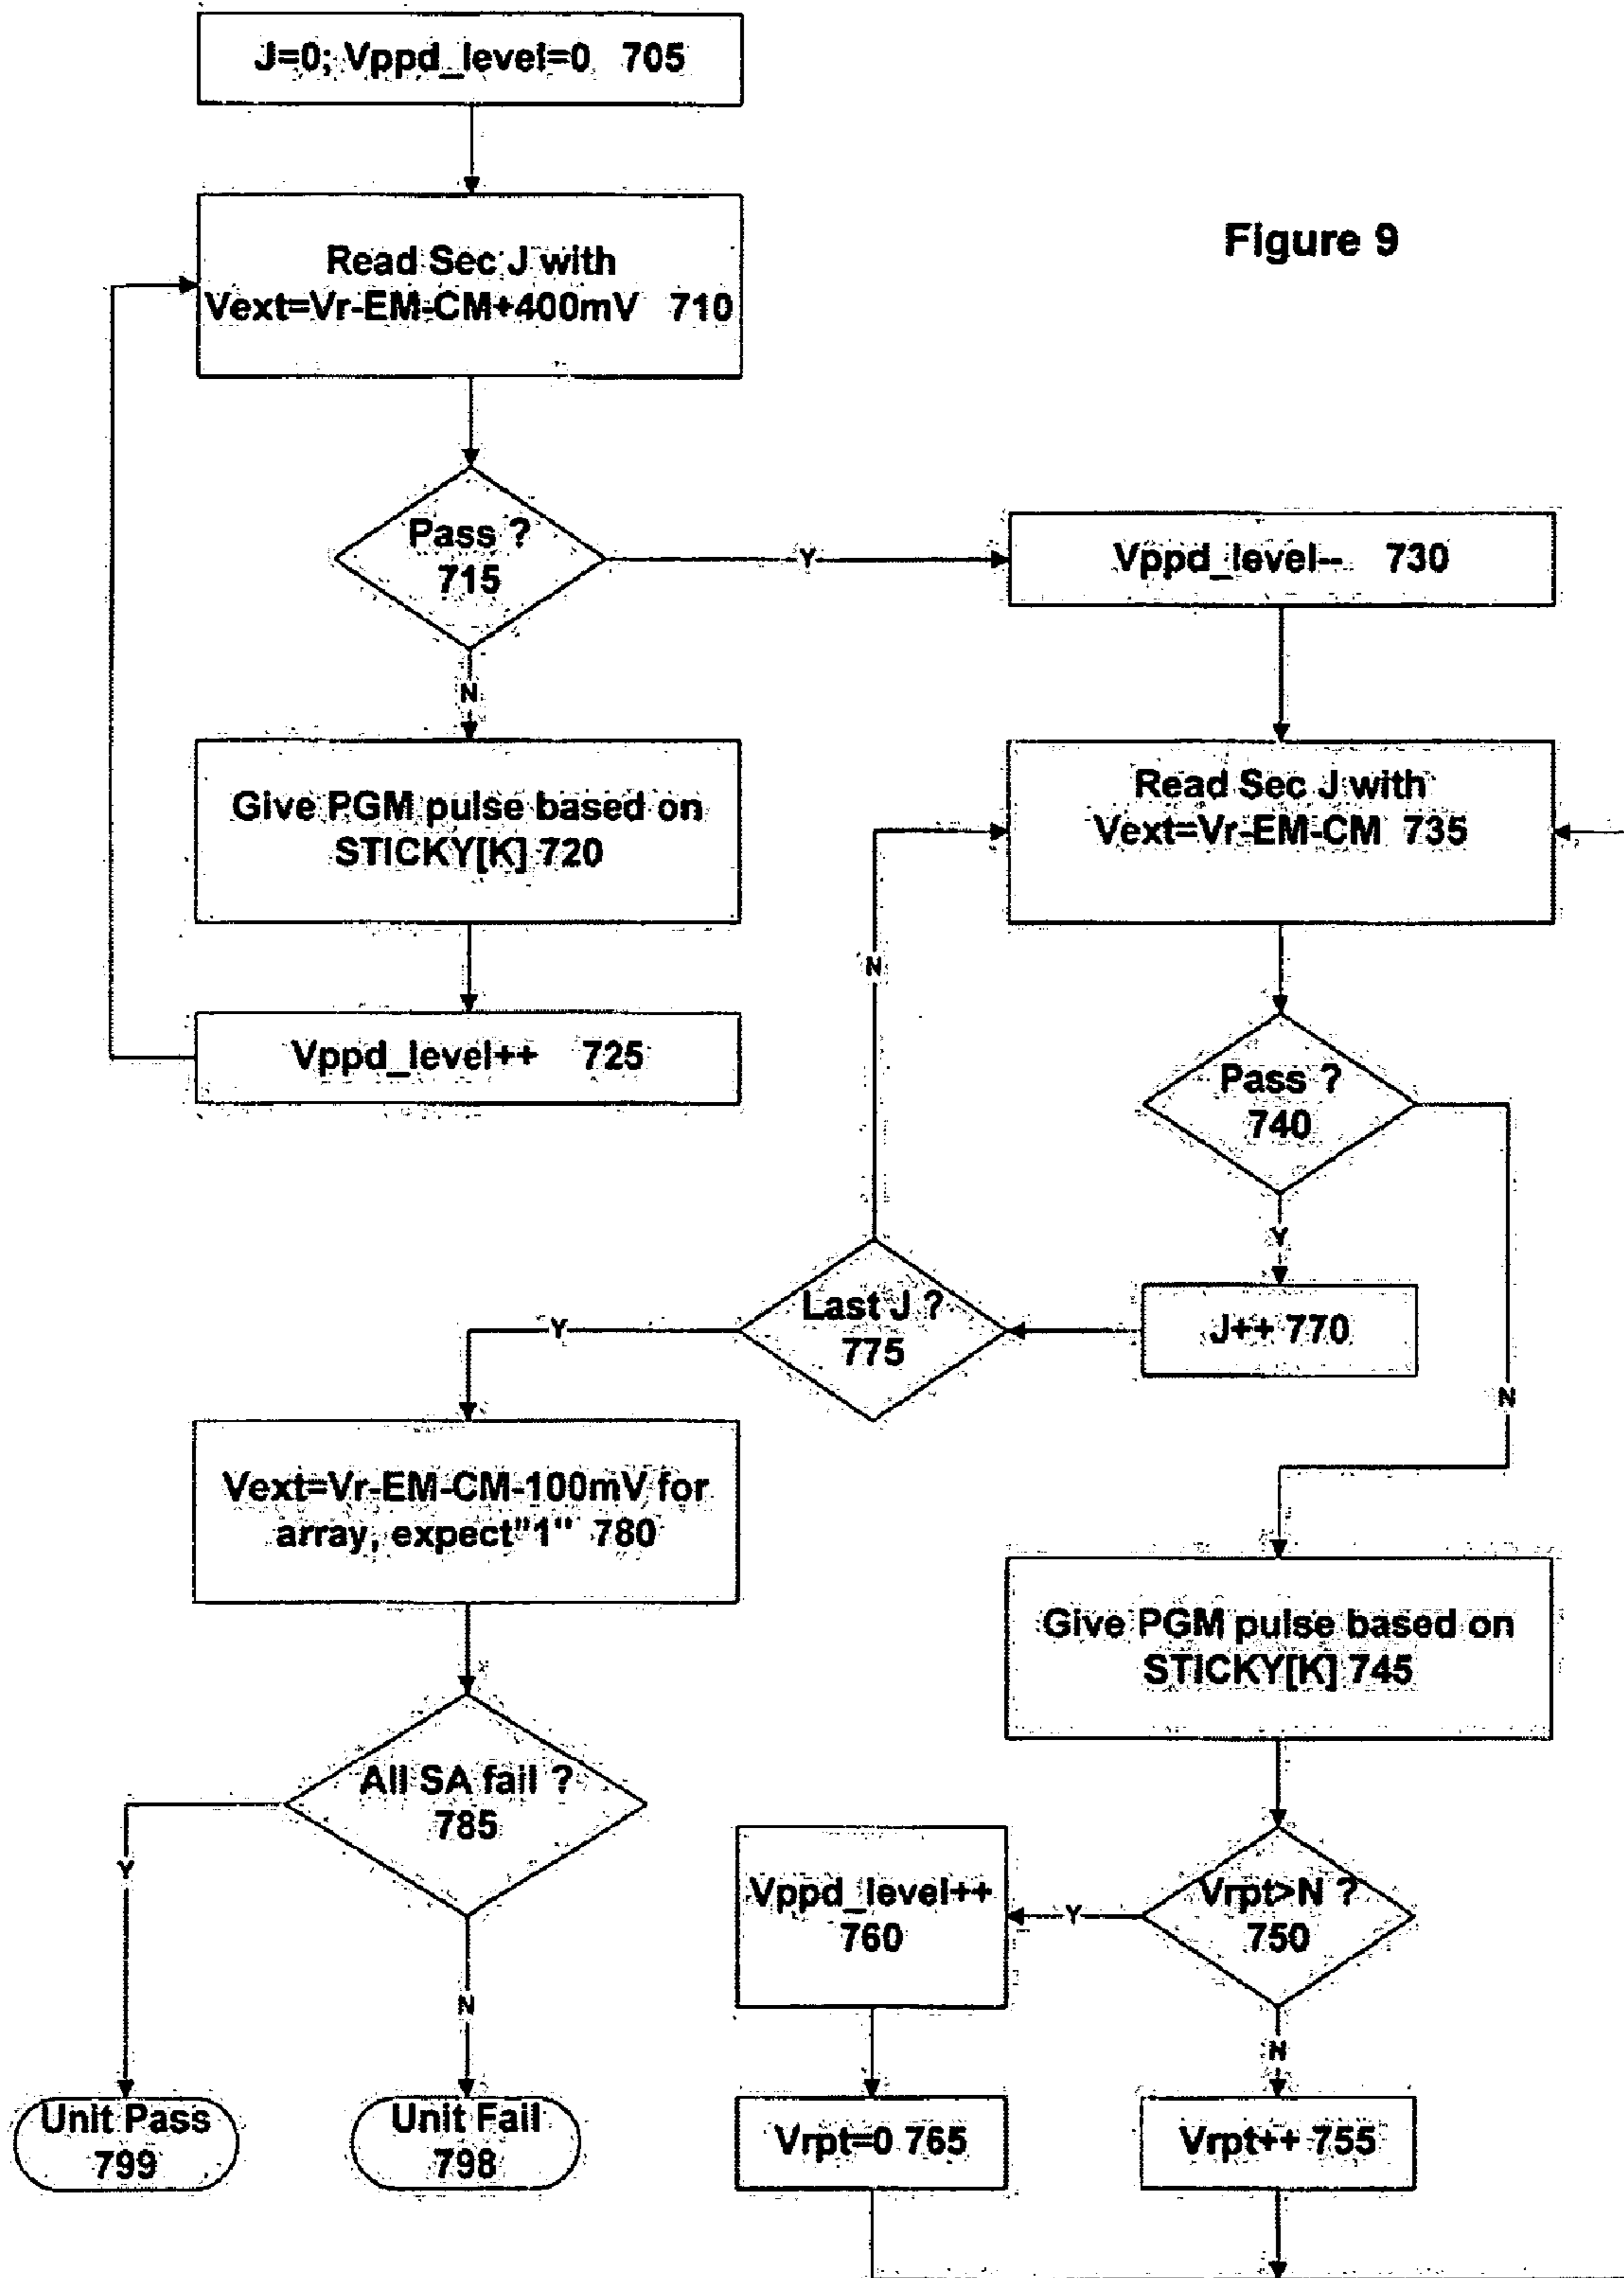 J=0; Vppd_level=0 705
Figure 9
Read Sec J with
Vext=Vr-EM-CM+400mV 710
Pass ?
715
Y
Vppd_level-- 730
N
Give PGM pulse based on
STICKY[K] 720
Read Sec J with
Vext=Vr-EM-CM 735
N
Vppd_level++ 725
Pass ?
740
Y
N
Last J ?
775
Y
J++ 770
Vext=Vr-EM-CM-100mV for
array, expect"1" 780
Give PGM pulse based on
STICKY[K] 745
All SA fail ?
785
Y
N
Vppd_level++
760
Y
Vrpt>N ?
750
N
Unit Pass
799
Unit Fail
798
Vrpt=0 765
Vrpt++ 755